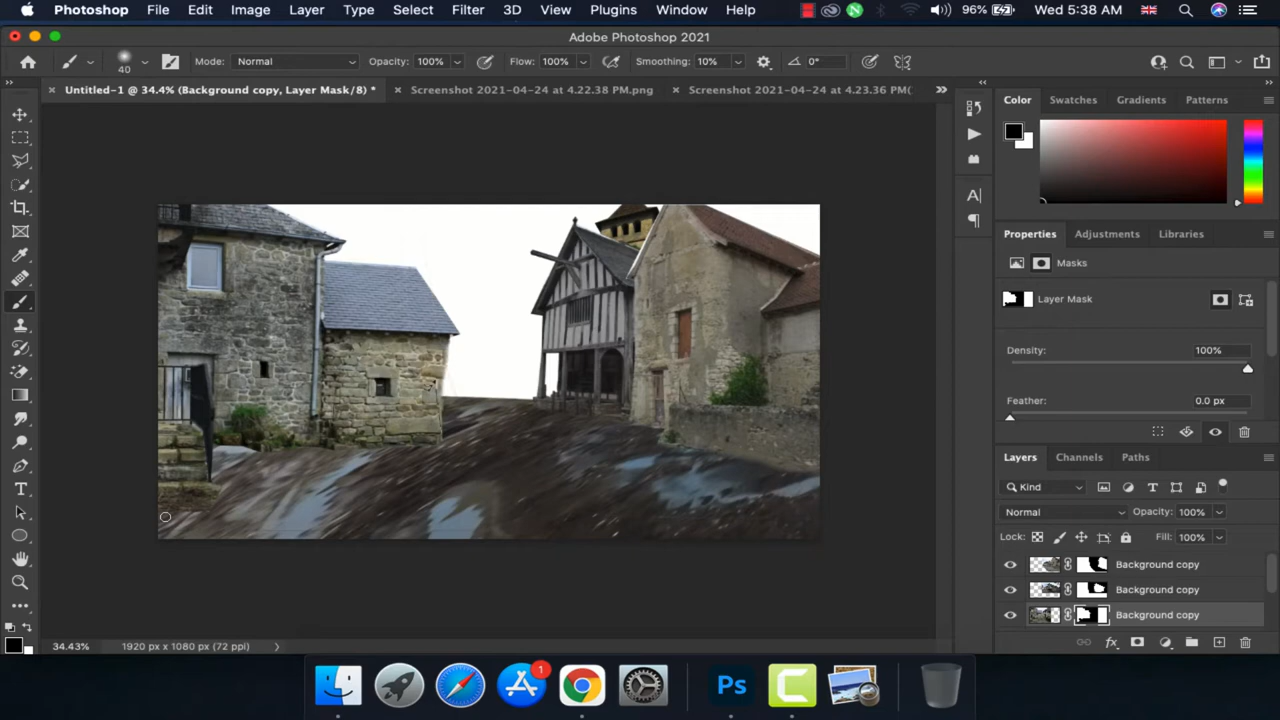 Photoshop File Edit Image Layer Type Select Filter 3D View Plugins Window Help 96% Wed 5:38 AM
Adobe Photoshop 2021
40 Mode: Normal Opacity: 100% Flow: 100% Smoothing: 10% 0°
Untitled-1 @ 34.4% (Background copy, Layer Mask/8) * Screenshot 2021-04-24 at 4.22.38 PM.png Screenshot 2021-04-24 at 4.23.36 PM(
Color Swatches Gradients Patterns
Properties Adjustments Libraries
Masks
Layer Mask
Density: 100%
Feather: 0.0 px
Layers Channels Paths
Kind
Normal Opacity: 100%
Lock: Fill: 100%
Background copy
Background copy
Background copy
34.43% 1920 px x 1080 px (72 ppi)
1
Ps